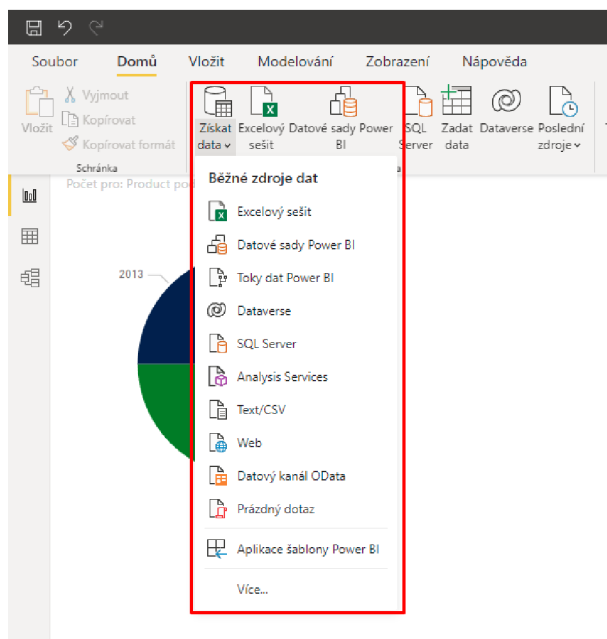 Soubor Domů Vložit Modelování Zobrazení Nápověda
Vložit
Vyjmout
Kopírovat
Kopírovat formát
Schránka
Získat data
Excelový sešit
Datové sady Power BI
SQL Server
Zadat data
Dataverse
Poslední zdroje
Počet pro: Product
2013
Běžné zdroje dat
Excelový sešit
Datové sady Power BI
Toky dat Power BI
Dataverse
SQL Server
Analysis Services
Text/CSV
Web
Datový kanál OData
Prázdný dotaz
Aplikace šablony Power BI
Více...